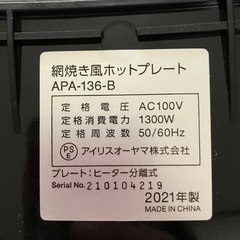 網焼き風ホットプレート
APA-136-B
定格電圧 AC100V
定格消費電力 1300W
定格周波数 50/60Hz
PSE アイリスオーヤマ株式会社
プレート：ヒーター分離式
Serial No. 210104219
2021年製
MADE IN CHINA